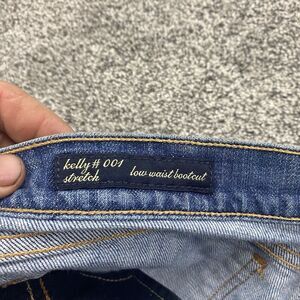 kelly # 001
stretch
low waist bootcut